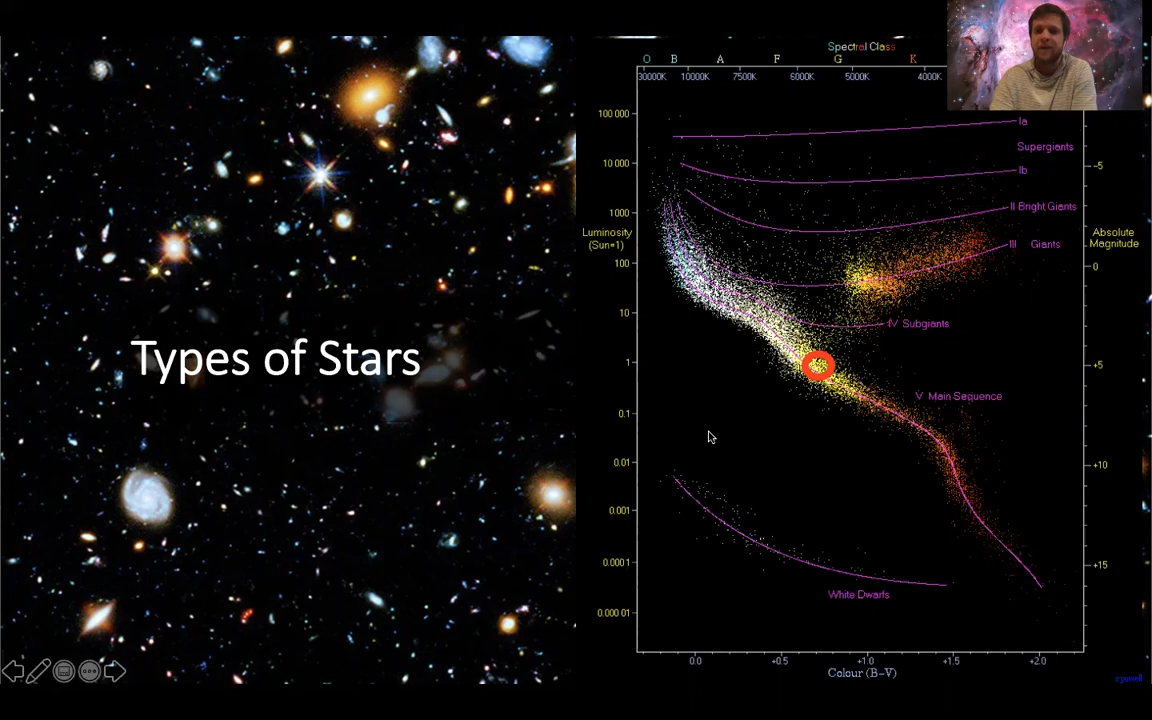 Types of Stars
Spectral Class
O B A F G K
30000K 10000K 7500K 6000K 5000K 4000K
Luminosity
(Sun=1)
100 000
10 000
1000
100
10
1
0.1
0.01
0.001
0.0001
0.000 01
Ia
Supergiants
Ib
II Bright Giants
III Giants
IV Subgiants
V Main Sequence
White Dwarfs
Absolute
Magnitude
−5
0
+5
+10
+15
0.0 +0.5 +1.0 +1.5 +2.0
Colour (B−V)